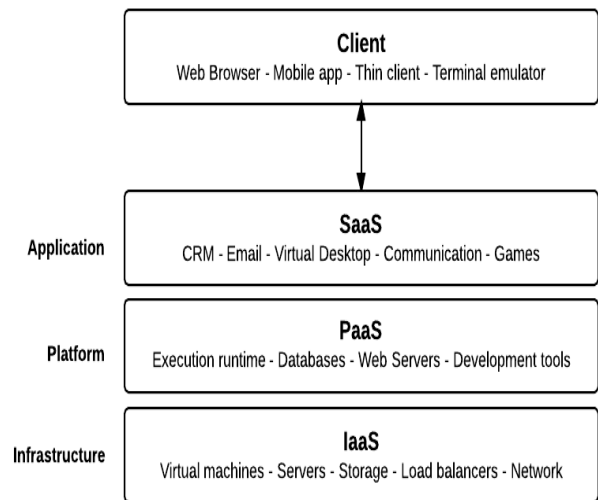 Client
Web Browser - Mobile app - Thin client - Terminal emulator
SaaS
CRM - Email - Virtual Desktop - Communication - Games
Application
PaaS
Execution runtime - Databases - Web Servers - Development tools
Platform
IaaS
Virtual machines - Servers - Storage - Load balancers - Network
Infrastructure